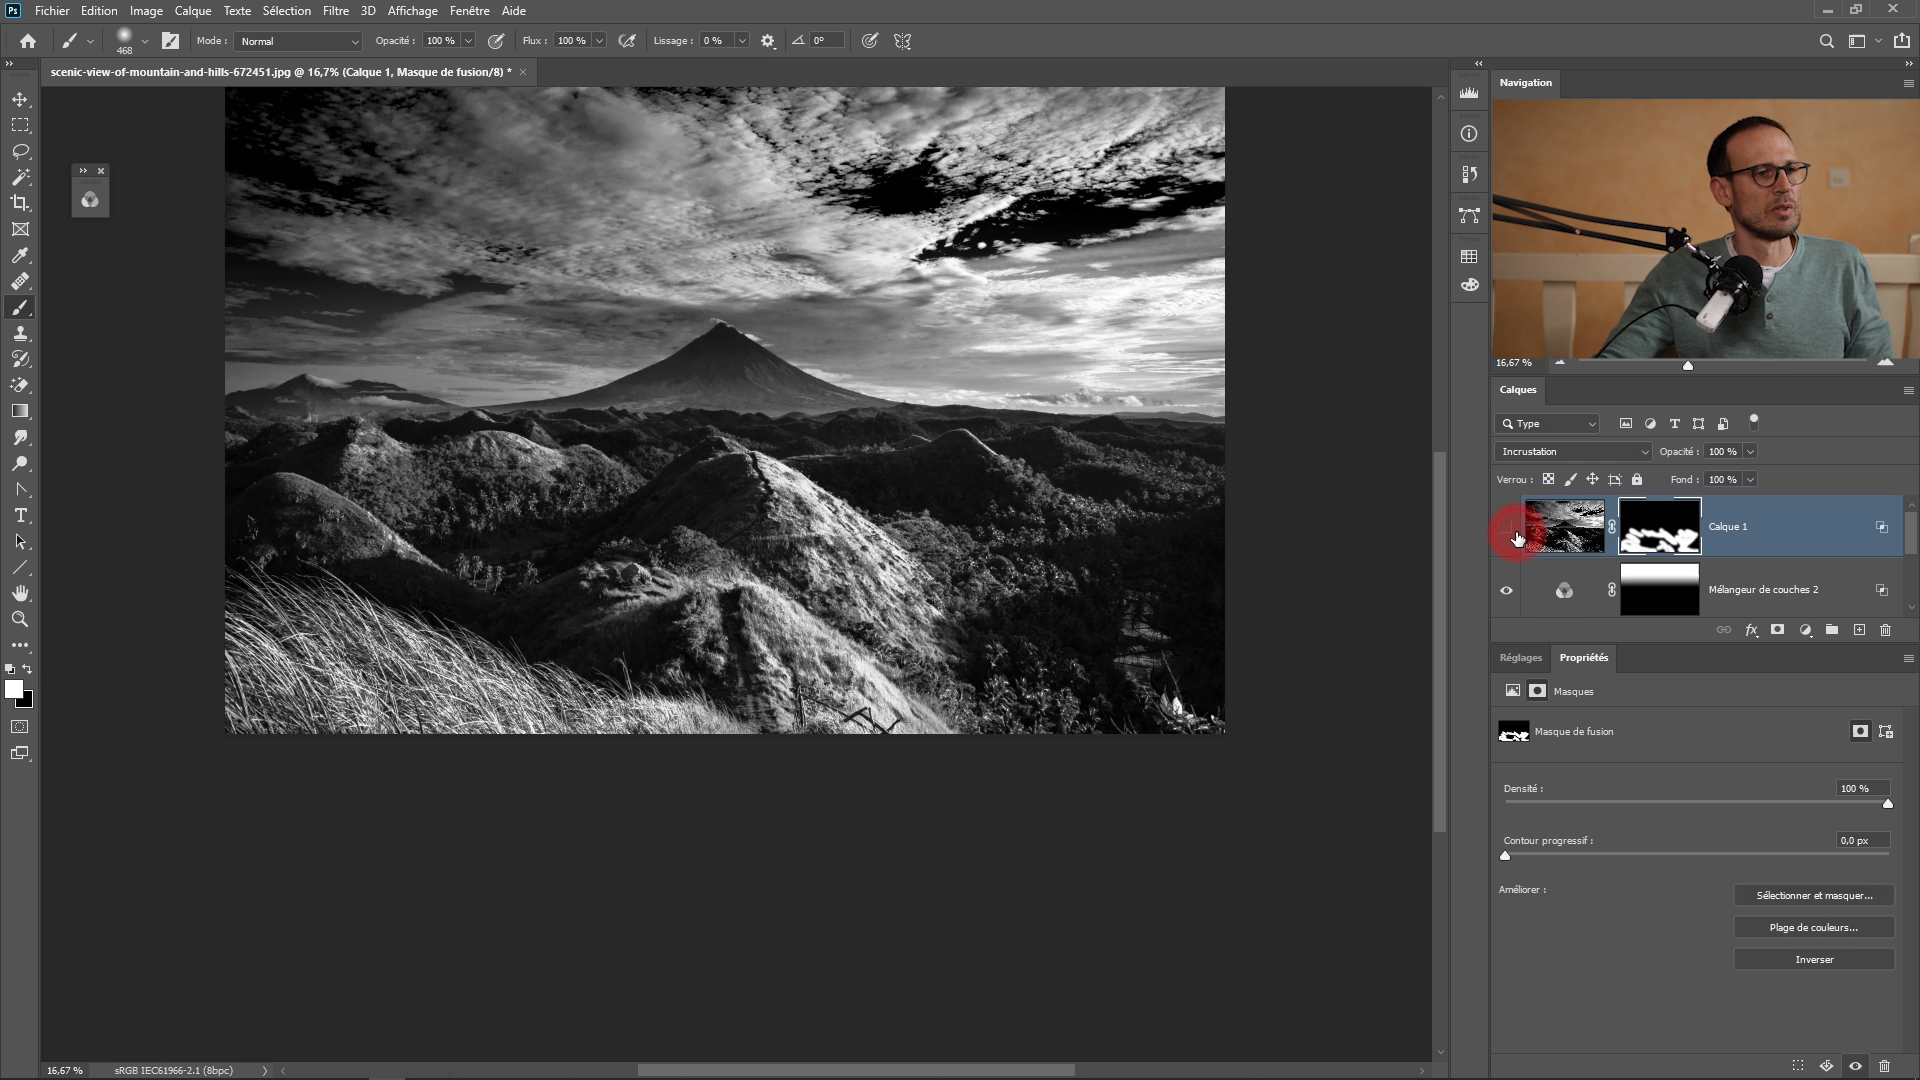 Ps Fichier Edition Image Calque Texte Sélection Filtre 3D Affichage Fenêtre Aide
468 Mode : Normal Opacité : 100 % Flux : 100 % Lissage : 0 % 0°
scenic-view-of-mountain-and-hills-672451.jpg @ 16,7% (Calque 1, Masque de fusion/8) *
Navigation
16,67 %
Calques
Type
Incrustation Opacité : 100 %
Verrou : Fond : 100 %
Calque 1
Mélangeur de couches 2
fx
Réglages Propriétés
Masques
Masque de fusion
Densité : 100 %
Contour progressif : 0,0 px
Améliorer : Sélectionner et masquer...
Plage de couleurs...
Inverser
16,67 % sRGB IEC61966-2.1 (8bpc)